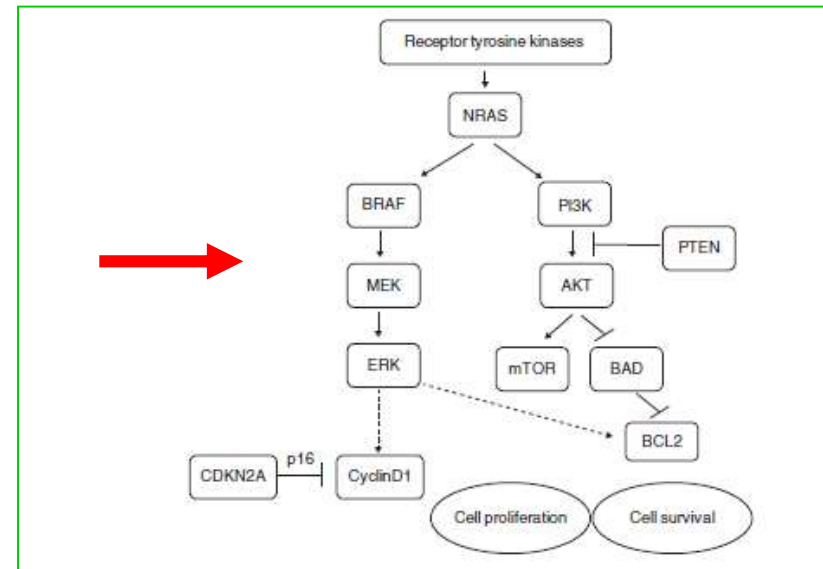 Receptor tyrosine kinases
NRAS
BRAF
PI3K
PTEN
MEK
AKT
ERK
mTOR
BAD
BCL2
p16
CDKN2A
CyclinD1
Cell proliferation
Cell survival